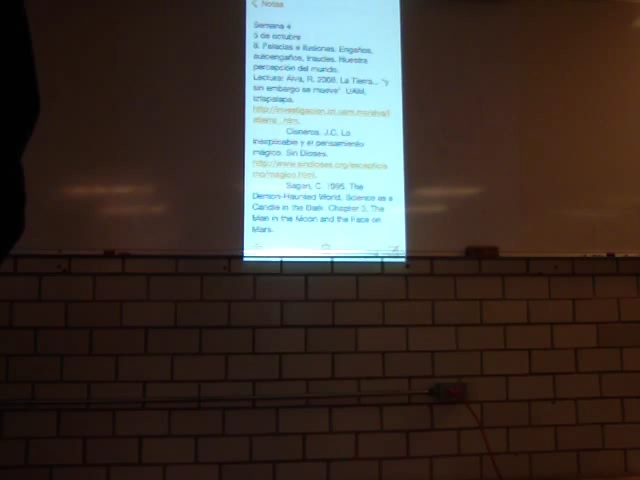 Notas
Semana 4
5 de octubre
8. Falacias e ilusiones. Engaños,
autoengaños, fraudes. Nuestra
percepción del mundo.
Lectura: Alva, R. 2008. La Tierra... "y
sin embargo se mueve". UAM,
Iztapalapa.
Cisneros, J.C. Lo
inexplicable y el pensamiento
mágico. Sin Dioses.
http://www.sindioses.org/escepticis
mo/magico.html.
Sagan, C. 1995. The
Demon-Haunted World. Science as a
Candle in the Dark. Chapter 3. The
Man in the Moon and the Face on
Mars.